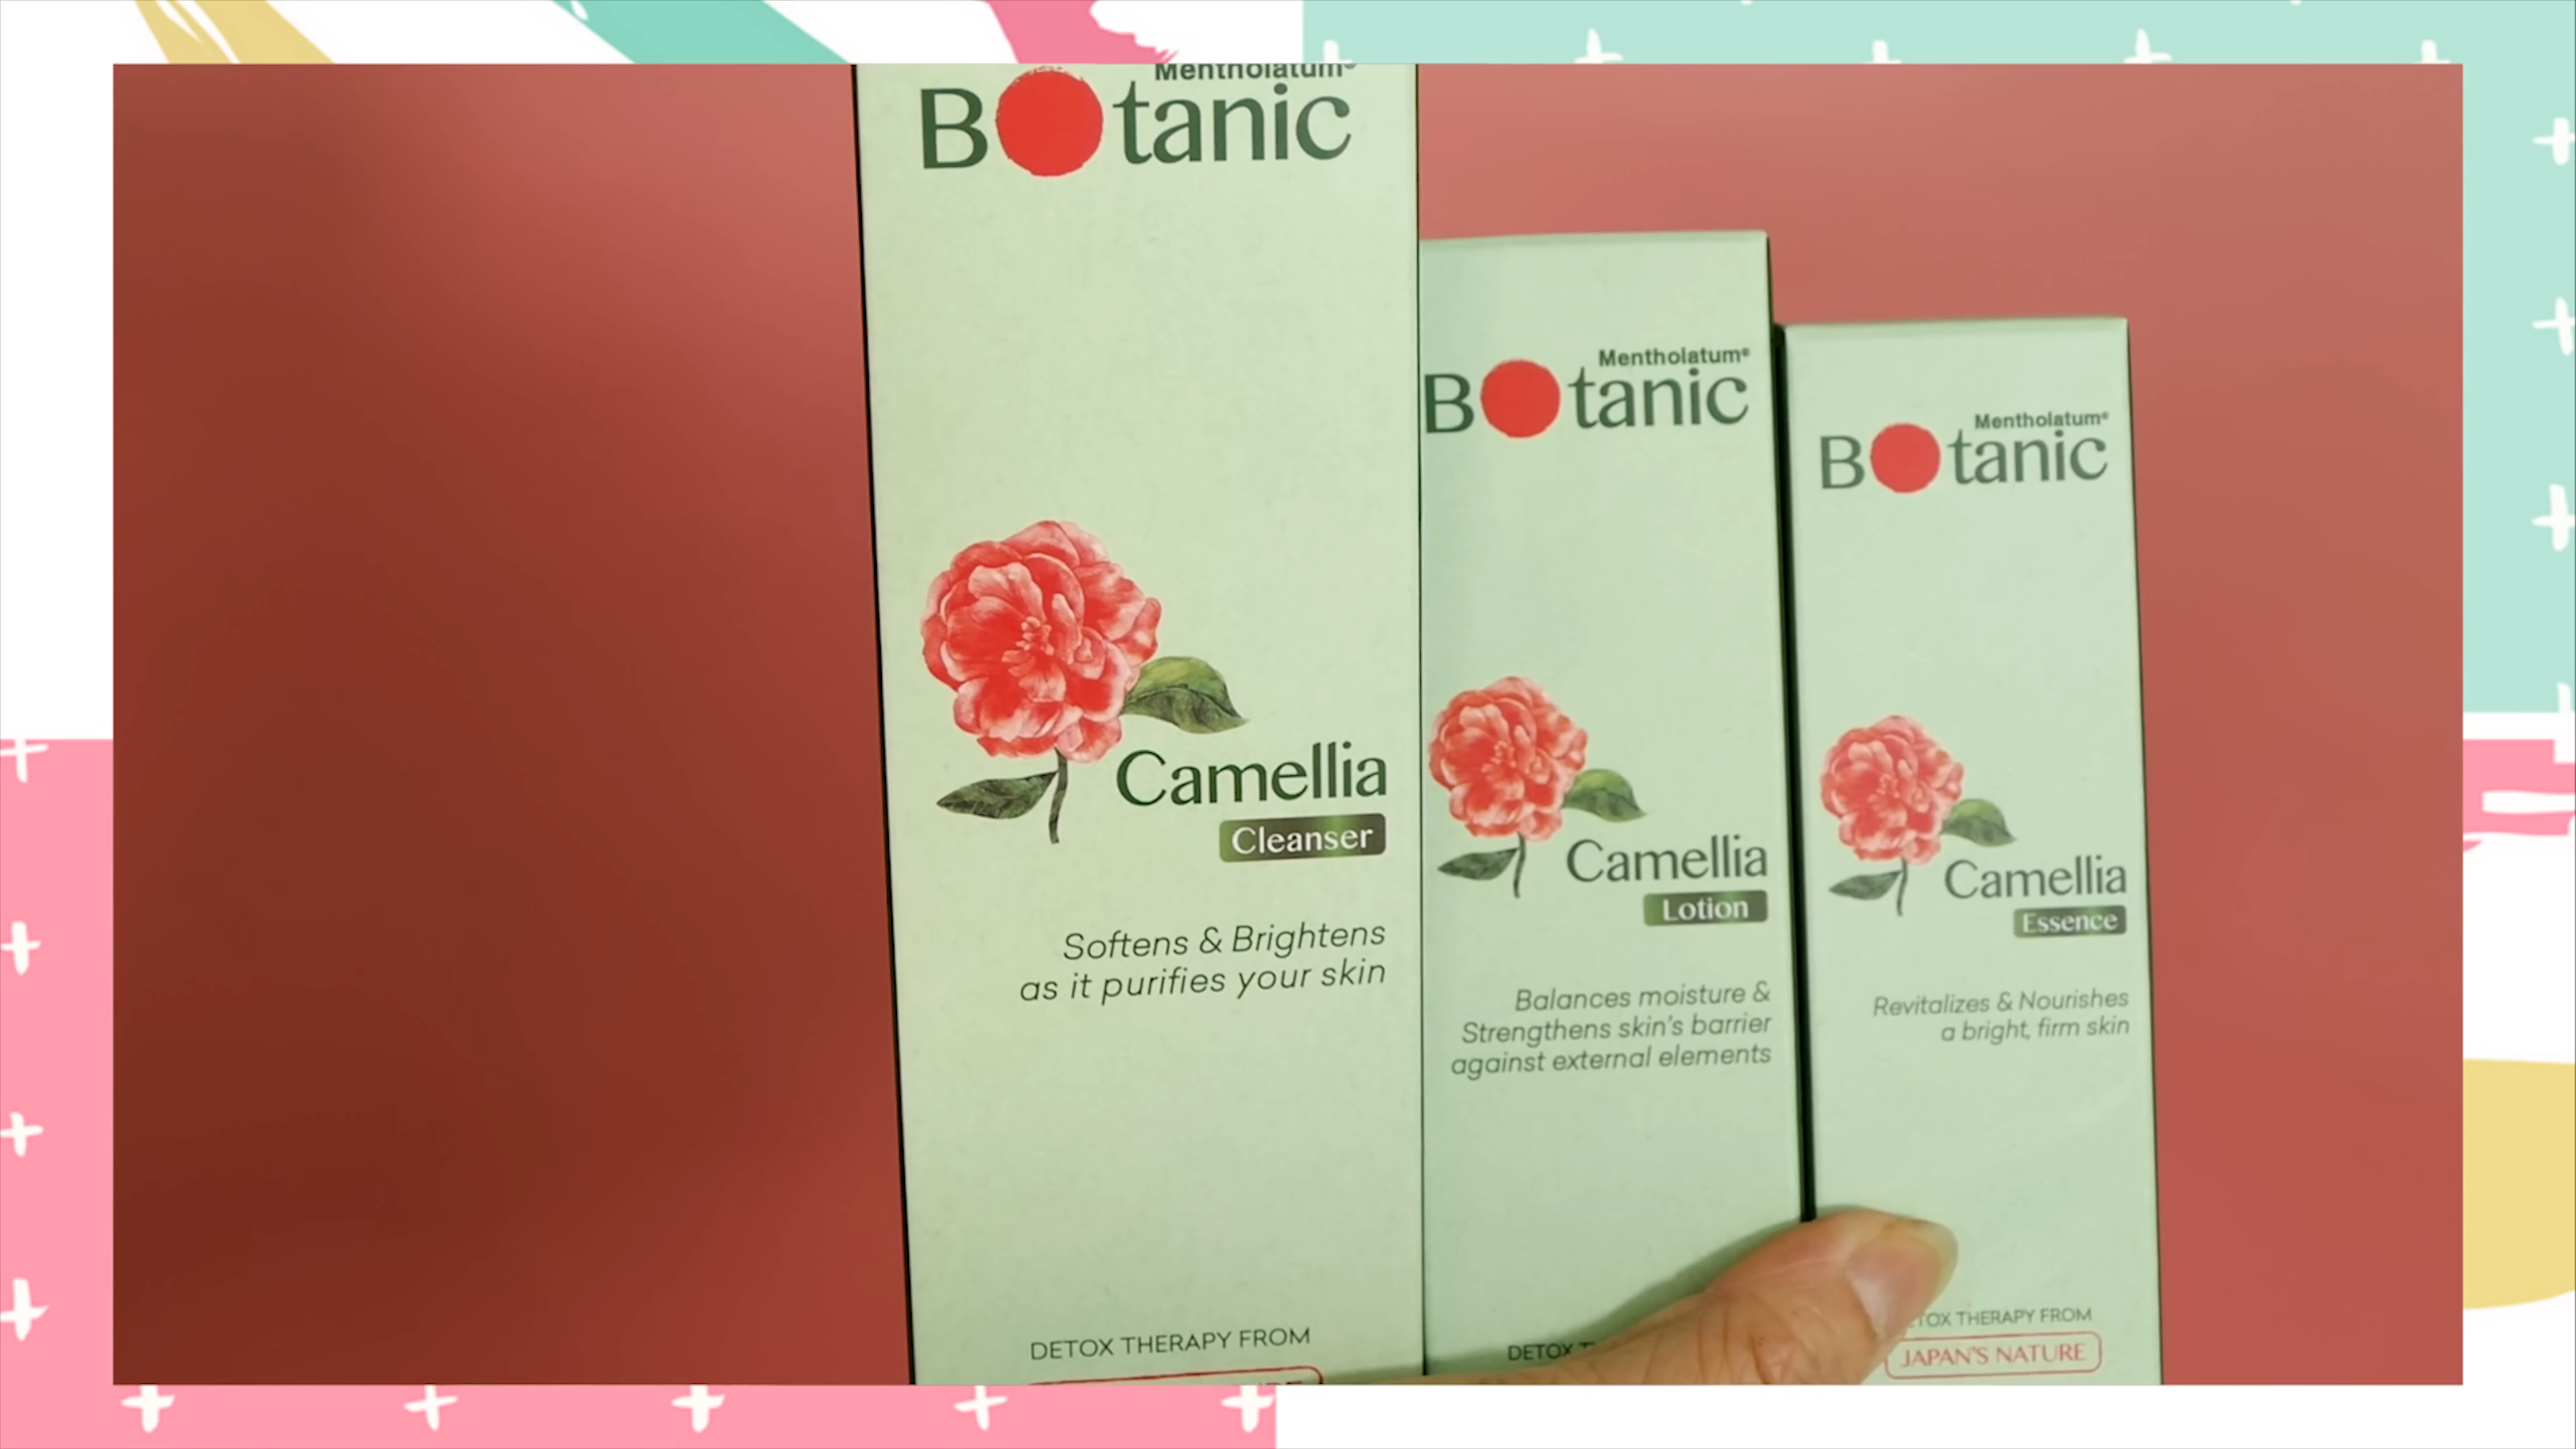 Mentholatum®
Botanic
Camellia
Cleanser
Softens & Brightens
as it purifies your skin
DETOX THERAPY FROM
Mentholatum®
Botanic
Camellia
Lotion
Balances moisture &
Strengthens skin's barrier
against external elements
DETOX
Mentholatum®
Botanic
Camellia
Essence
Revitalizes & Nourishes
a bright, firm skin
THERAPY FROM
JAPAN'S NATURE